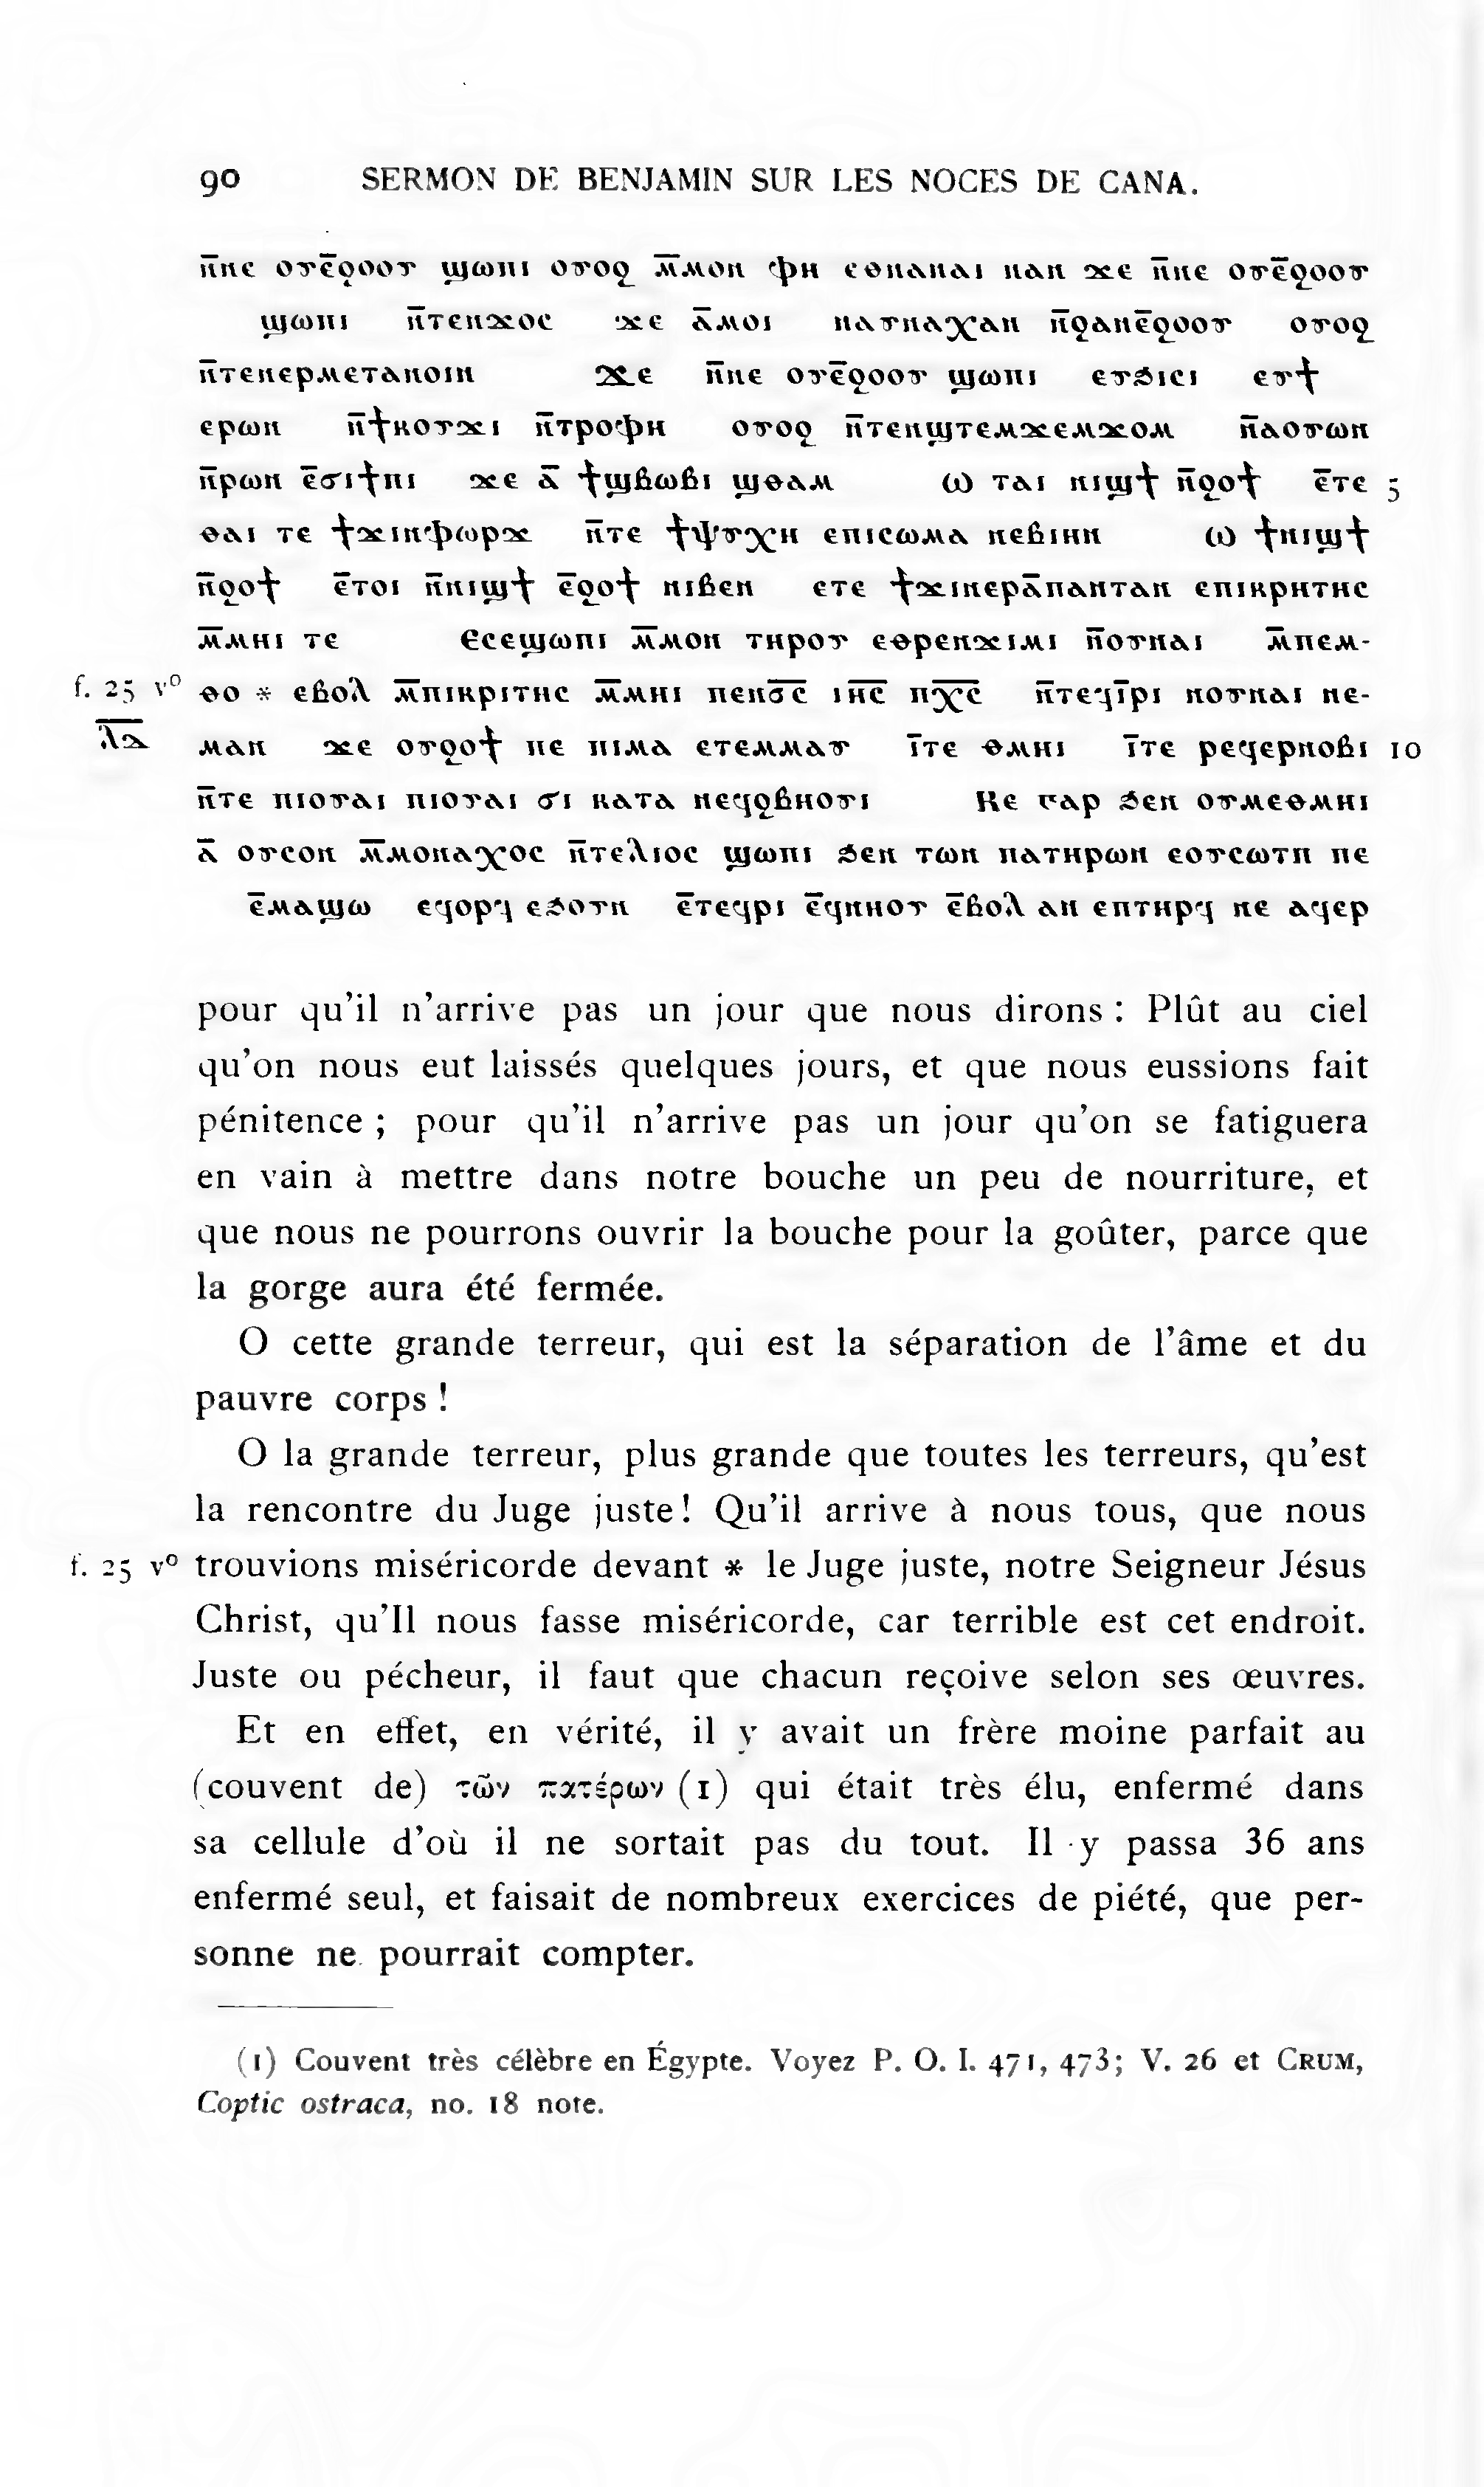 90 SERMON DE BENJAMIN SUR LES NOCES DE CANA.
ⲛ̅ⲛⲉ ⲟⲩⲉ̅ϩⲟⲟⲩ ϣⲱⲡⲓ ⲟⲩⲟϩ ⲙ̅ⲙⲟⲛ ⲫⲏ ⲉⲑⲛⲁⲛⲁⲓ ⲛⲁⲛ ϫⲉ ⲛ̅ⲛⲉ ⲟⲩⲉ̅ϩⲟⲟⲩ
ϣⲱⲡⲓ ⲛ̅ⲧⲉⲛϫⲟⲥ ϫⲉ ⲁ̅ⲙⲟⲓ ⲛⲁⲩⲛⲁⲭⲁⲛ ⲛ̅ϩⲁⲛⲉ̅ϩⲟⲟⲩ ⲟⲩⲟϩ
ⲛ̅ⲧⲉⲛⲉⲣⲙⲉⲧⲁⲛⲟⲓⲛ ϫⲉ ⲛ̅ⲛⲉ ⲟⲩⲉ̅ϩⲟⲟⲩ ϣⲱⲡⲓ ⲉⲩϧⲓⲥⲓ ⲉⲩϯ
ⲉⲣⲱⲛ ⲛ̅ϯⲕⲟⲩϫⲓ ⲛ̅ⲧⲣⲟⲫⲏ ⲟⲩⲟϩ ⲛ̅ⲧⲉⲛϣⲧⲉⲙϫⲉⲙϫⲟⲙ ⲛ̅ⲁⲟⲩⲱⲛ
ⲛ̅ⲣⲱⲛ ⲉ̅ϭⲓϯⲡⲓ ϫⲉ ⲁ̅ ϯϣⲃⲱⲃⲓ ϣⲑⲁⲙ ⲱ ⲧⲁⲓ ⲛⲓϣϯ ⲛ̅ϩⲟϯ ⲉ̅ⲧⲉ 5
ⲑⲁⲓ ⲧⲉ ϯϫⲓⲛⲫⲱⲣϫ ⲛ̅ⲧⲉ ϯⲯⲩⲭⲏ ⲉⲡⲓⲥⲱⲙⲁ ⲛⲉⲃⲓⲏⲛ ⲱ ϯⲛⲓϣϯ
ⲛ̅ϩⲟϯ ⲉ̅ⲧⲟⲓ ⲛ̅ⲛⲓϣϯ ⲉ̅ϩⲟϯ ⲛⲓⲃⲉⲛ ⲉⲧⲉ ϯϫⲓⲛⲉⲣⲁ̅ⲡⲁⲛⲧⲁⲛ ⲉⲡⲓⲕⲣⲏⲧⲏⲥ
ⲙ̅ⲙⲏⲓ ⲧⲉ Ⲉⲥⲉϣⲱⲡⲓ ⲙ̅ⲙⲟⲛ ⲧⲏⲣⲟⲩ ⲉⲑⲣⲉⲛϫⲓⲙⲓ ⲛ̅ⲟⲩⲛⲁⲓ ⲙ̅ⲡⲉⲙ-
f. 25 vº ⲑⲟ * ⲉⲃⲟⲗ ⲙ̅ⲡⲓⲕⲣⲓⲧⲏⲥ ⲙ̅ⲙⲏⲓ ⲡⲉⲛϭ̅ⲥ̅ ⲓⲏ̅ⲥ̅ ⲡⲭ̅ⲥ̅ ⲛ̅ⲧⲉϥⲓ̅ⲣⲓ ⲛⲟⲩⲛⲁⲓ ⲛⲉ-
ⲗ̅ⲇ̅ ⲙⲁⲛ ϫⲉ ⲟⲩϩⲟϯ ⲡⲉ ⲡⲓⲙⲁ ⲉⲧⲉⲙⲙⲁⲩ ⲓ̅ⲧⲉ ⲑⲙⲏⲓ ⲓ̅ⲧⲉ ⲣⲉϥⲉⲣⲛⲟⲃⲓ 10
ⲛ̅ⲧⲉ ⲡⲓⲟⲩⲁⲓ ⲡⲓⲟⲩⲁⲓ ϭⲓ ⲕⲁⲧⲁ ⲛⲉϥϩⲃⲏⲟⲩⲓ Ⲕⲉ ⲅⲁⲣ ϧⲉⲛ ⲟⲩⲙⲉⲑⲙⲏⲓ
ⲁ̅ ⲟⲩⲥⲟⲛ ⲙ̅ⲙⲟⲛⲁⲭⲟⲥ ⲛ̅ⲧⲉⲗⲓⲟⲥ ϣⲱⲡⲓ ϧⲉⲛ ⲧⲱⲛ ⲡⲁⲧⲏⲣⲱⲛ ⲉⲟⲩⲥⲱⲧⲡ ⲡⲉ
ⲉ̅ⲙⲁϣⲱ ⲉϥⲟⲣϥ ⲉϧⲟⲩⲛ ⲉ̅ⲧⲉϥⲣⲓ ⲉ̅ϥⲛⲏⲟⲩ ⲉ̅ⲃⲟⲗ ⲁⲛ ⲉⲡⲧⲏⲣϥ ⲡⲉ ⲁϥⲉⲣ
pour qu’il n’arrive pas un jour que nous dirons : Plût au ciel
qu’on nous eut laissés quelques jours, et que nous eussions fait
pénitence ; pour qu’il n’arrive pas un jour qu’on se fatiguera
en vain à mettre dans notre bouche un peu de nourriture, et
que nous ne pourrons ouvrir la bouche pour la goûter, parce que
la gorge aura été fermée.
O cette grande terreur, qui est la séparation de l’âme et du
pauvre corps !
O la grande terreur, plus grande que toutes les terreurs, qu’est
la rencontre du Juge juste! Qu’il arrive à nous tous, que nous
f. 25 vº trouvions miséricorde devant * le Juge juste, notre Seigneur Jésus
Christ, qu’Il nous fasse miséricorde, car terrible est cet endroit.
Juste ou pécheur, il faut que chacun reçoive selon ses œuvres.
Et en effet, en vérité, il y avait un frère moine parfait au
(couvent de) τῶν πατέρων (1) qui était très élu, enfermé dans
sa cellule d’où il ne sortait pas du tout. Il y passa 36 ans
enfermé seul, et faisait de nombreux exercices de piété, que per-
sonne ne pourrait compter.
(1) Couvent très célèbre en Égypte. Voyez P. O. I. 471, 473; V. 26 et CRUM,
Coptic ostraca, no. 18 note.